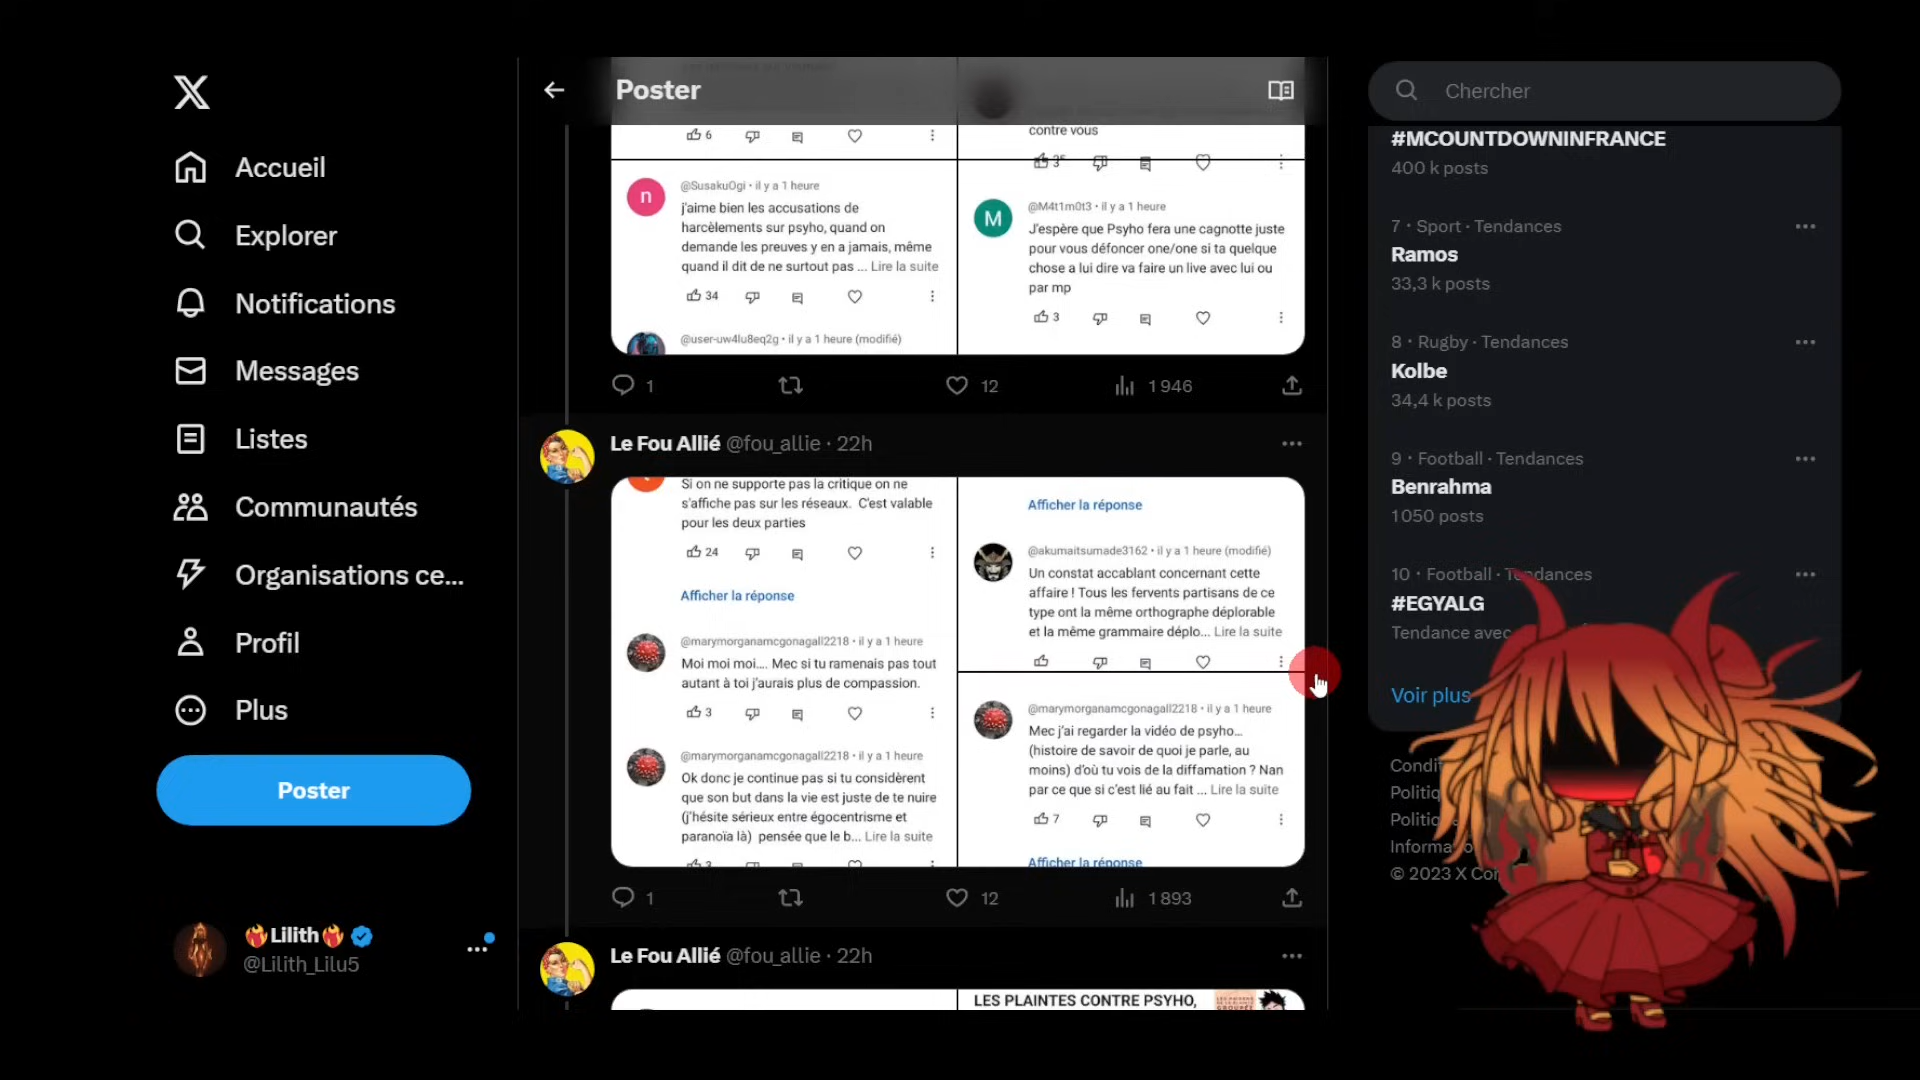 Accueil
Explorer
Notifications
Messages
Listes
Communautés
Organisations ce...
Profil
Plus
Poster
Lilith
@Lilith_Lilu5
Poster
6
contre vous
3
@SusakuOgi • il y a 1 heure
j'aime bien les accusations de
harcèlements sur psyho, quand on
demande les preuves y en a jamais, même
quand il dit de ne surtout pas ... Lire la suite
34
@user-uw4lu8eq2g • il y a 1 heure (modifié)
n
M
@M4t1m0t3 • il y a 1 heure
J'espère que Psyho fera une cagnotte juste
pour vous défoncer one/one si ta quelque
chose a lui dire va faire un live avec lui ou
par mp
3
1
12
1 946
Le Fou Allié @fou_allie · 22h
Si on ne supporte pas la critique on ne
s'affiche pas sur les réseaux. C'est valable
pour les deux parties
24
Afficher la réponse
@marymorganamcgonagall2218 • il y a 1 heure
Moi moi moi.... Mec si tu ramenais pas tout
autant à toi j'aurais plus de compassion.
3
@marymorganamcgonagall2218 • il y a 1 heure
Ok donc je continue pas si tu considèrent
que son but dans la vie est juste de te nuire
(j'hésite sérieux entre égocentrisme et
paranoïa là) pensée que le b... Lire la suite
3
Afficher la réponse
@akumaitsumade3162 • il y a 1 heure (modifié)
Un constat accablant concernant cette
affaire ! Tous les fervents partisans de ce
type ont la même orthographe déplorable
et la même grammaire déplo... Lire la suite
@marymorganamcgonagall2218 • il y a 1 heure
Mec j'ai regarder la vidéo de psyho...
(histoire de savoir de quoi je parle, au
moins) d'où tu vois de la diffamation ? Nan
par ce que si c'est lié au fait ... Lire la suite
7
Afficher la réponse
1
12
1 893
Le Fou Allié @fou_allie · 22h
LES PLAINTES CONTRE PSYHO,
Chercher
#MCOUNTDOWNINFRANCE
400 k posts
7 · Sport · Tendances
Ramos
33,3 k posts
8 · Rugby · Tendances
Kolbe
34,4 k posts
9 · Football · Tendances
Benrahma
1 050 posts
10 · Football · Tendances
#EGYALG
Tendance avec
Voir plus
Condi
Politiq
Politiq
Informa
© 2023 X Cor